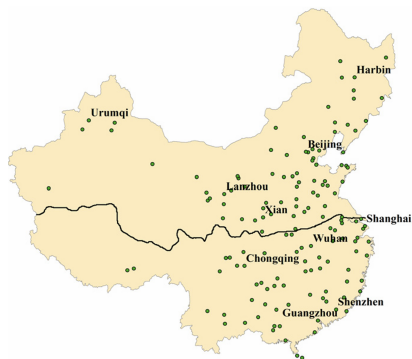 Harbin
Urumqi
Beijing
Lanzhou
Xian
Shanghai
Wuhan
Chongqing
Shenzhen
Guangzhou